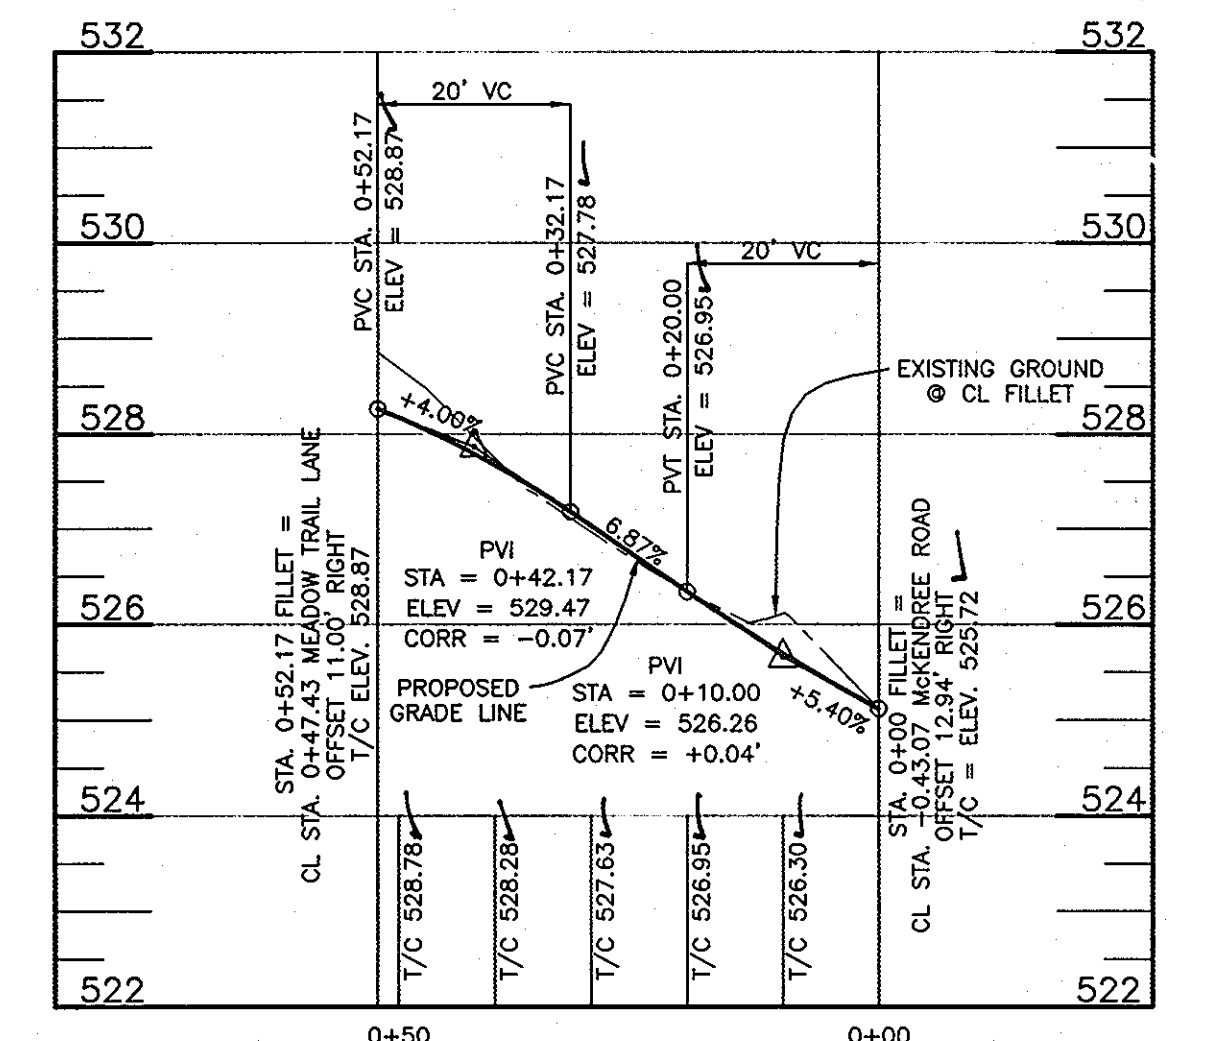 532
532
20' VC
PVC STA. 0+52.17
ELEV = 528.87
PVC STA. 0+32.17
ELEV = 527.78
530
530
20' VC
PVT STA. 0+20.00
ELEV = 526.95
EXISTING GROUND
@ CL FILLET
+4.00%
528
528
STA. 0+52.17 FILLET =
CL STA. 0+47.43 MEADOW TRAIL LANE
OFFSET 11.00' RIGHT
T/C ELEV. 528.87
6.87%
PVI
STA = 0+42.17
ELEV = 529.47
CORR = -0.07'
526
526
PROPOSED
GRADE LINE
PVI
STA = 0+10.00
ELEV = 526.26
CORR = +0.04'
+5.40%
STA. 0+00 FILLET =
CL STA. -0.43.07 McKENDREE ROAD
OFFSET 12.94' RIGHT
T/C = ELEV. 525.72
524
524
T/C 528.78
T/C 528.28
T/C 527.63
T/C 526.95
T/C 526.30
522
522
0+50
0+00